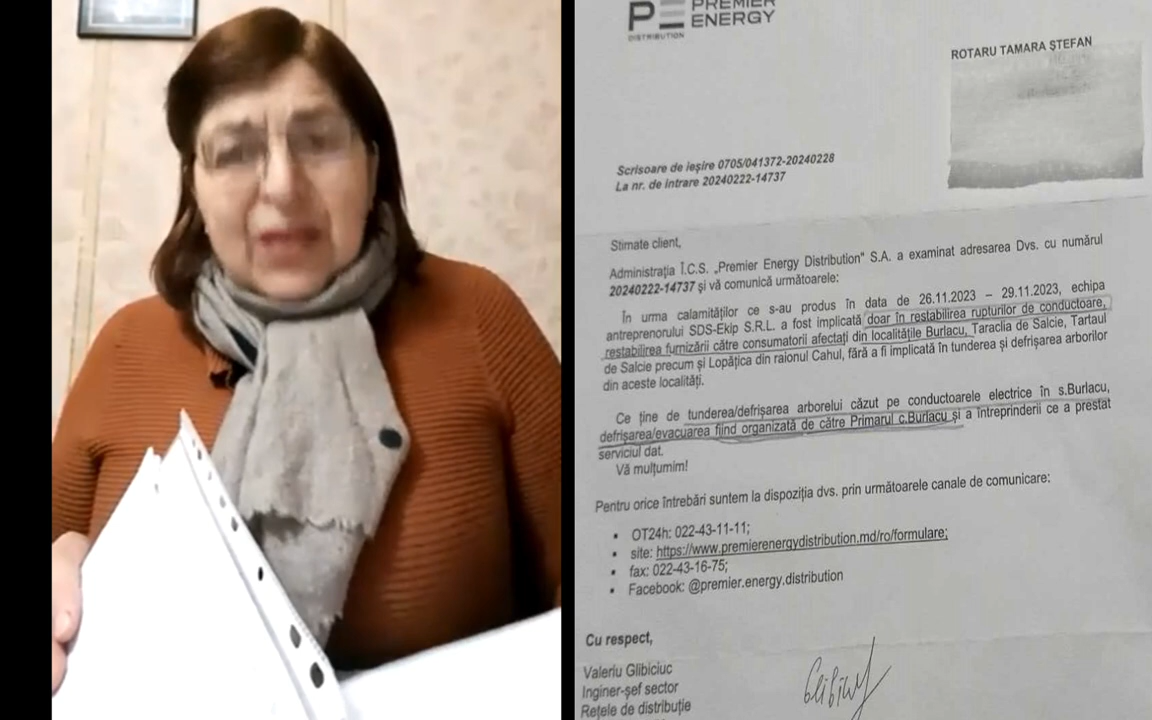 PE PREMIER
ENERGY
DISTRIBUTION
ROTARU TAMARA ȘTEFAN
Scrisoare de ieșire 0705/041372-20240228
La nr. de intrare 20240222-14737
Stimate client,
Administrația Î.C.S. „Premier Energy Distribution" S.A. a examinat adresarea Dvs. cu numărul
20240222-14737 și vă comunică următoarele:
În urma calamităților ce s-au produs în data de 26.11.2023 – 29.11.2023, echipa
antreprenorului SDS-Ekip S.R.L. a fost implicată doar în restabilirea rupturilor de conductoare,
restabilirea furnizării către consumatorii afectați din localitățile Burlacu, Taraclia de Salcie, Tartaul
de Salcie precum și Lopățica din raionul Cahul, fără a fi implicată în tunderea și defrișarea arborilor
din aceste localități.
Ce ține de tunderea/defrișarea arborelui căzut pe conductoarele electrice în s.Burlacu,
defrișarea/evacuarea fiind organizată de către Primarul c.Burlacu și a întreprinderii ce a prestat
serviciul dat.
Vă mulțumim!
Pentru orice întrebări suntem la dispoziția dvs. prin următoarele canale de comunicare:
• OT24h: 022-43-11-11;
• site: https://www.premierenergydistribution.md/ro/formulare;
• fax: 022-43-16-75;
• Facebook: @premier.energy.distribution
Cu respect,
Valeriu Glibiciuc
Inginer-șef sector
Rețele de distribuție